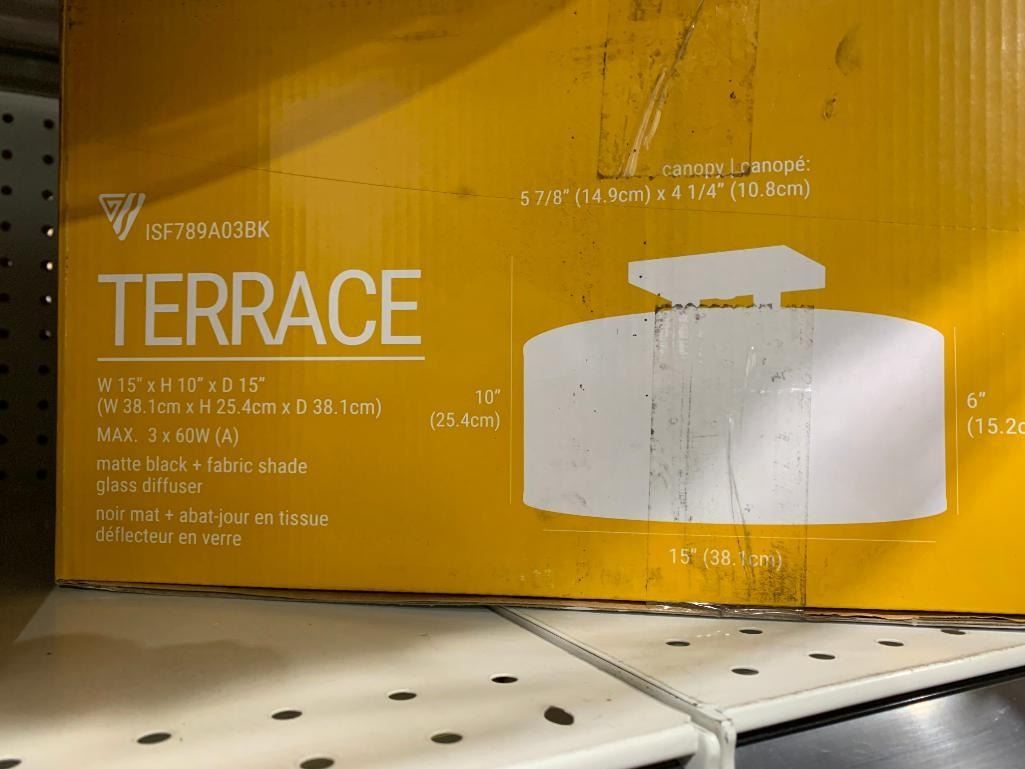 ISF789A03BK
TERRACE
W 15” x H 10” x D 15”
(W 38.1cm x H 25.4cm x D 38.1cm)
MAX. 3 x 60W (A)
matte black + fabric shade
glass diffuser
noir mat + abat-jour en tissue
déflecteur en verre
canopy | canopé:
5 7/8” (14.9cm) x 4 1/4” (10.8cm)
10”
(25.4cm)
6”
(15.2c
15” (38.1cm)